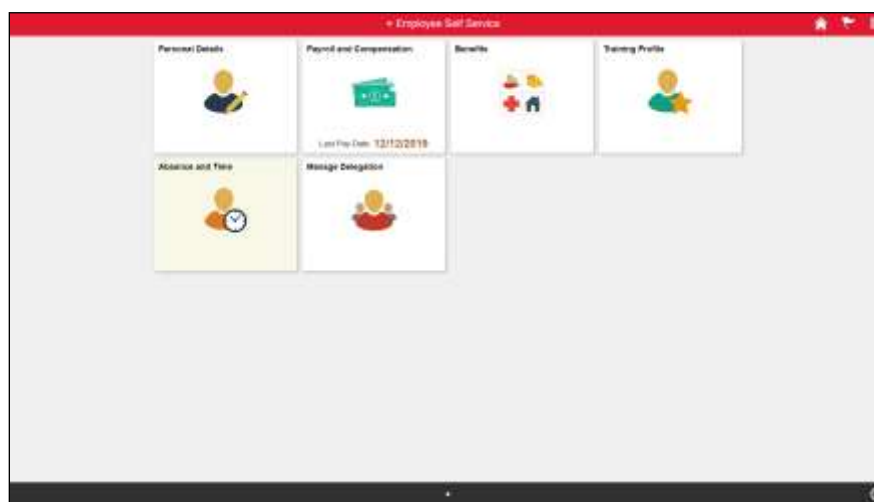 Employee Self Service
Personal Details
Payroll and Compensation
Benefits
Training Profile
Last Pay Date 12/12/2019
Absence and Time
Manage Delegation